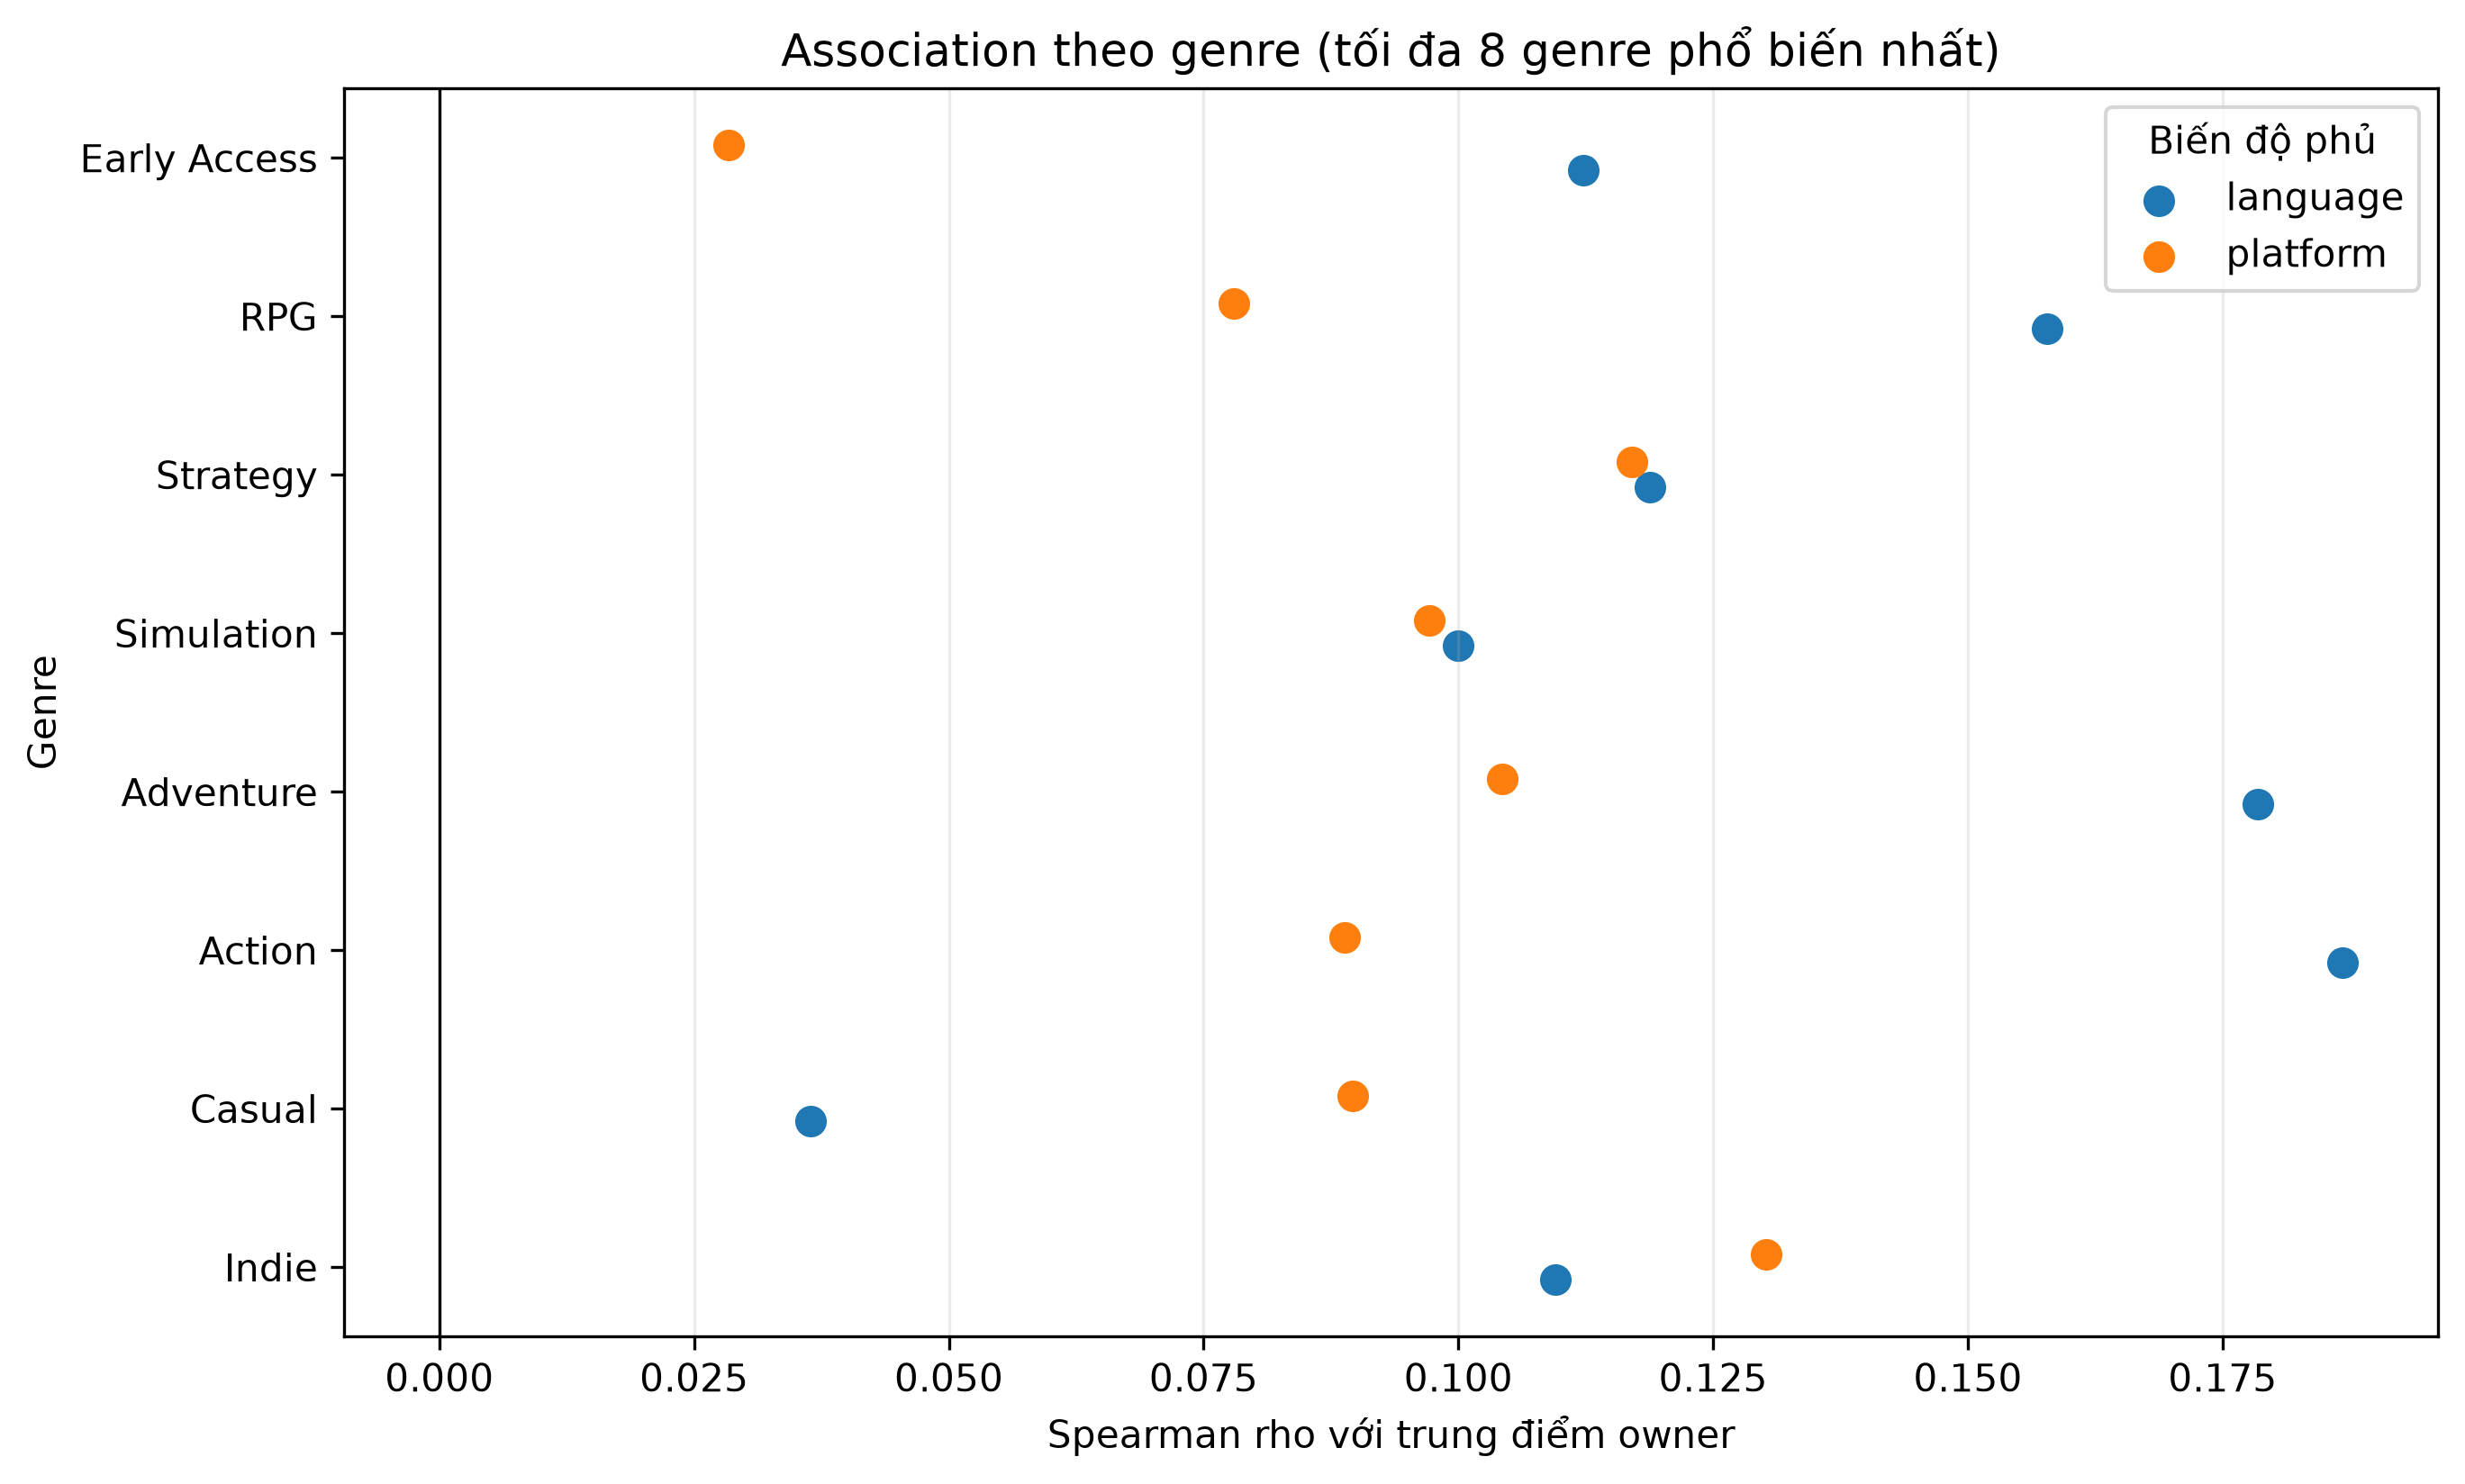 Association theo genre (tối đa 8 genre phổ biến nhất)
Biến độ phủ
language
platform
Genre
Early Access
RPG
Strategy
Simulation
Adventure
Action
Casual
Indie
0.000 0.025 0.050 0.075 0.100 0.125 0.150 0.175
Spearman rho với trung điểm owner